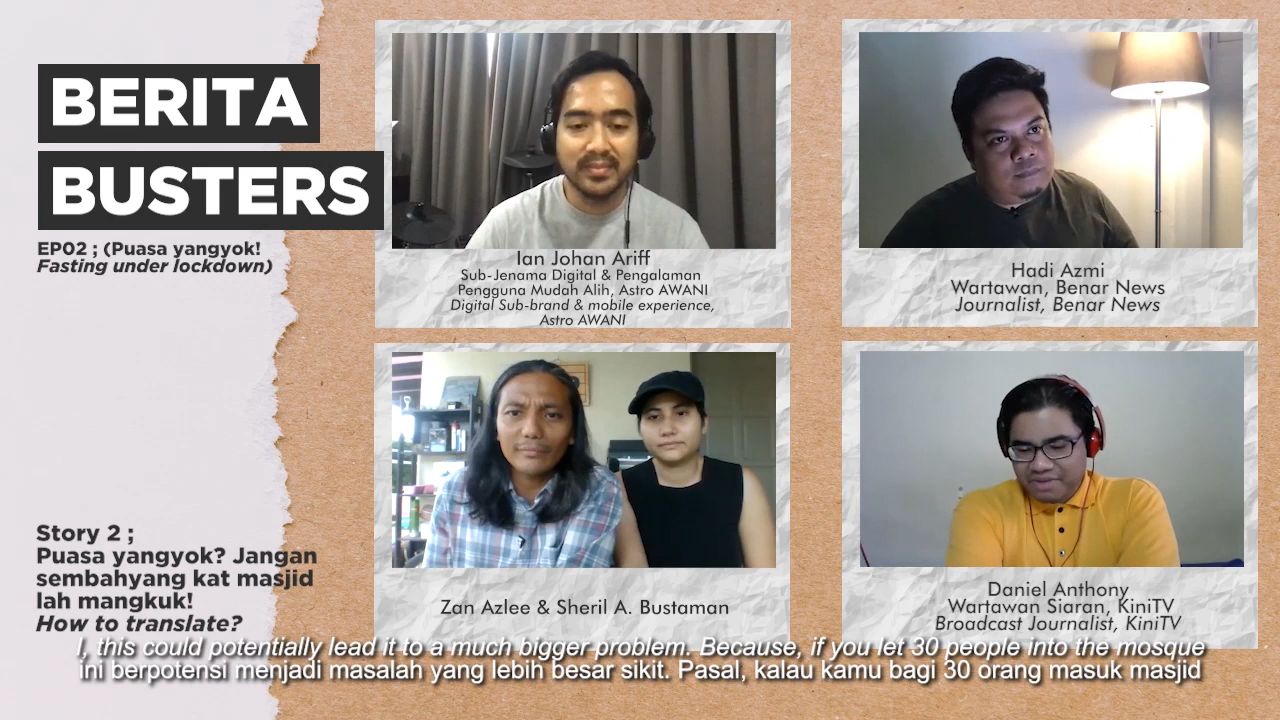 BERITA
BUSTERS
EP02 ; (Puasa yangyok!
Fasting under lockdown)
Ian Johan Ariff
Sub-Jenama Digital & Pengalaman
Pengguna Mudah Alih, Astro AWANI
Digital Sub-brand & mobile experience,
Astro AWANI
Hadi Azmi
Wartawan, Benar News
Journalist, Benar News
Zan Azlee & Sheril A. Bustaman
Daniel Anthony
Wartawan Siaran, KiniTV
Broadcast Journalist, KiniTV
Story 2 ;
Puasa yangyok? Jangan
sembahyang kat masjid
lah mangkuk!
How to translate?
I, this could potentially lead it to a much bigger problem. Because, if you let 30 people into the mosque
ini berpotensi menjadi masalah yang lebih besar sikit. Pasal, kalau kamu bagi 30 orang masuk masjid